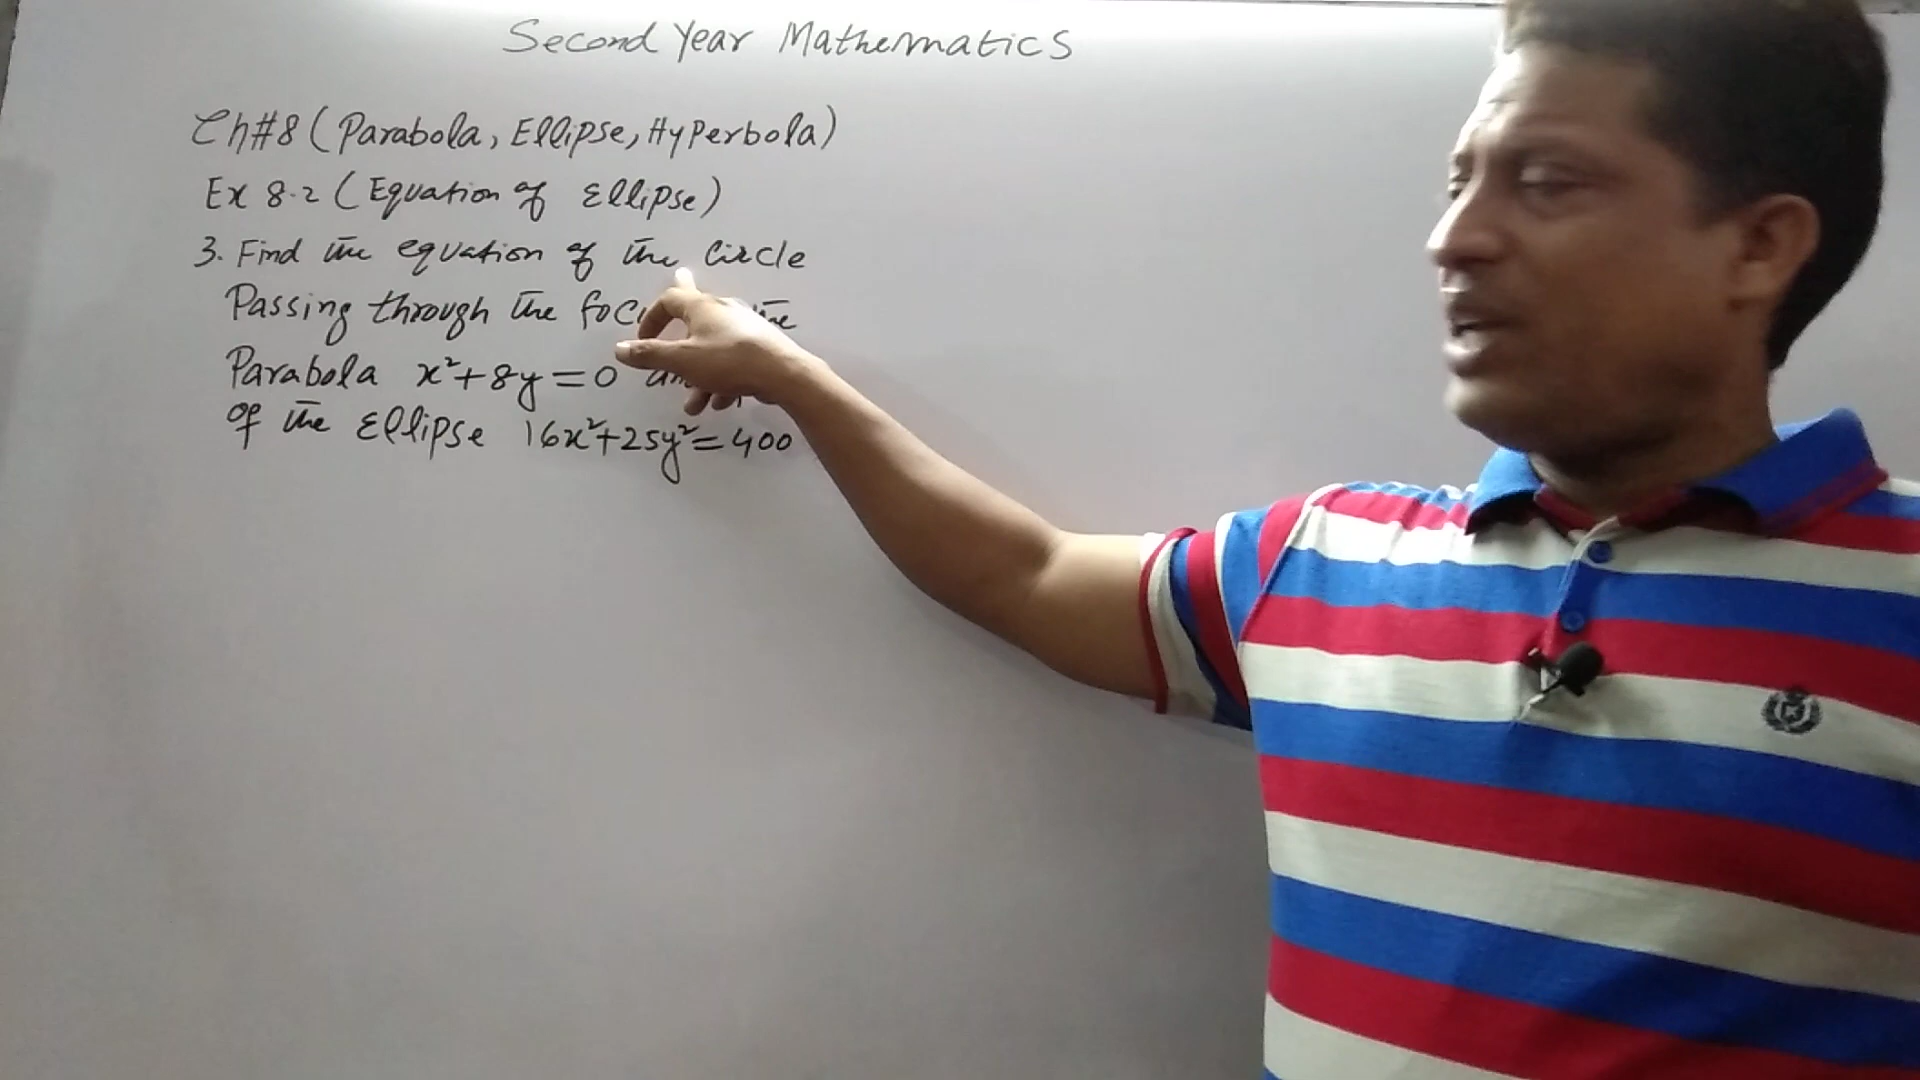 Second Year Mathematics
Ch#8 (Parabola, Ellipse, Hyperbola)
Ex 8.2 (Equation of Ellipse)
3. Find the equation of the Circle
Passing through the the
Parabola x²+8y=0
of the Ellipse 16x²+25y²=400